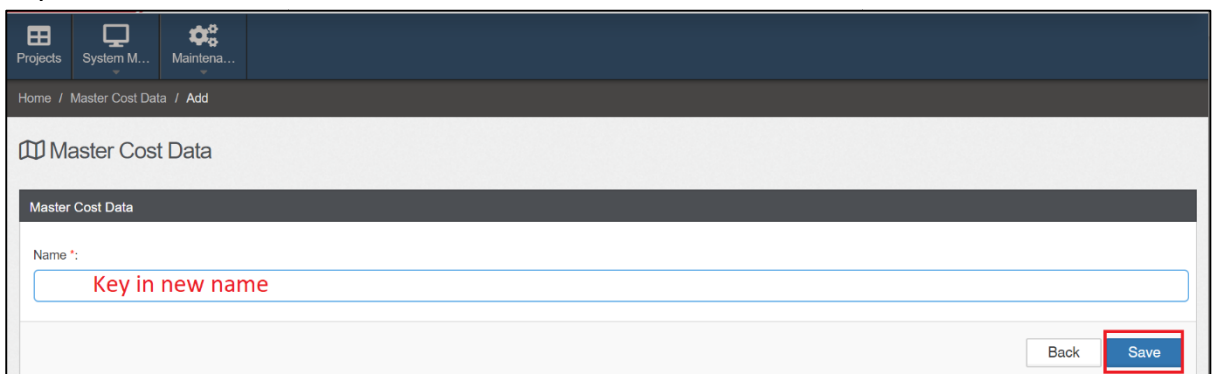 Projects
System M...
Maintena...
Home / Master Cost Data / Add
Master Cost Data
Master Cost Data
Name *:
Key in new name
Back
Save